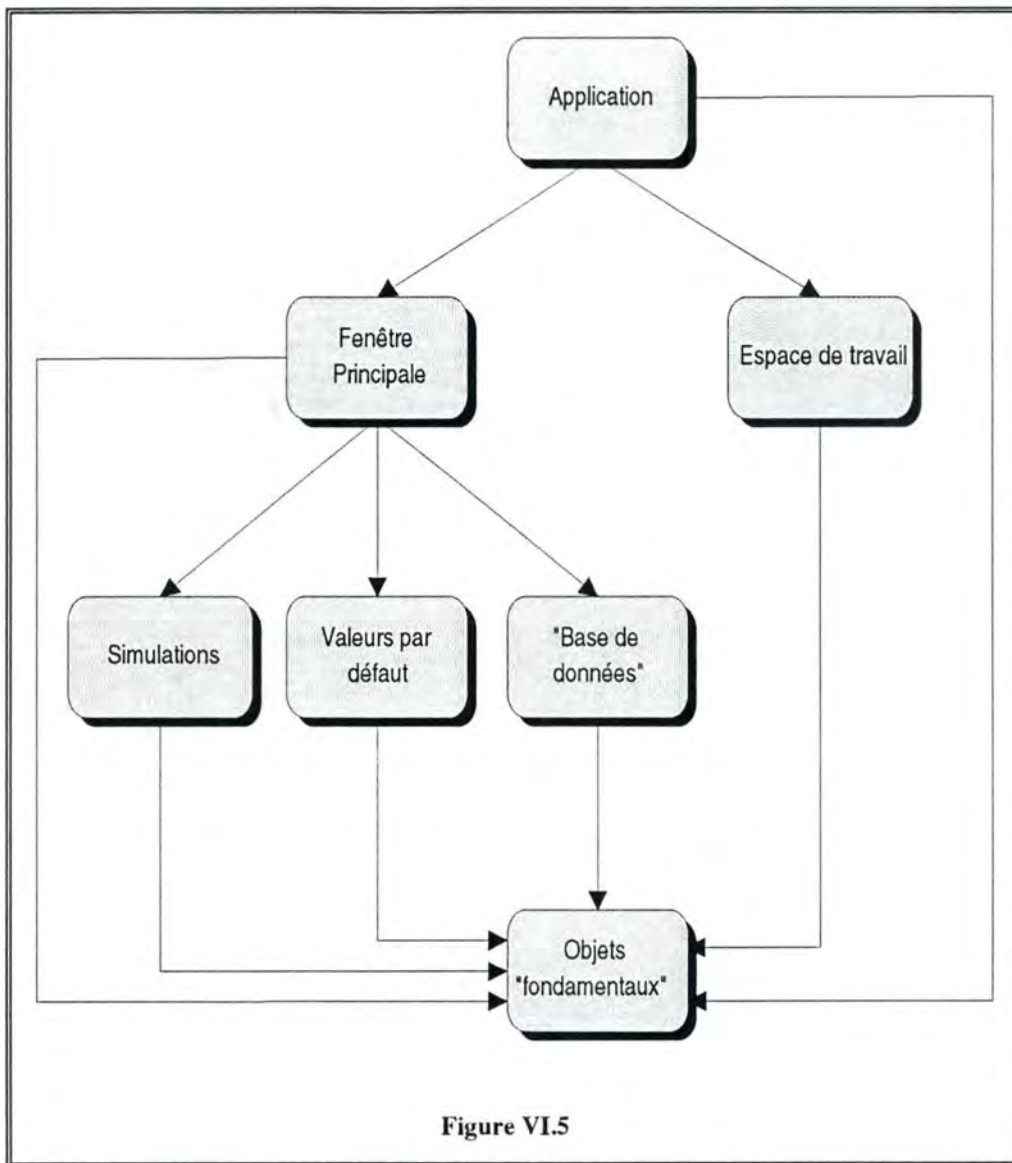 Application
Fenêtre
Principale
Espace de travail
Simulations
Valeurs par
défaut
"Base de
données"
Objets
"fondamentaux"
Figure VI.5